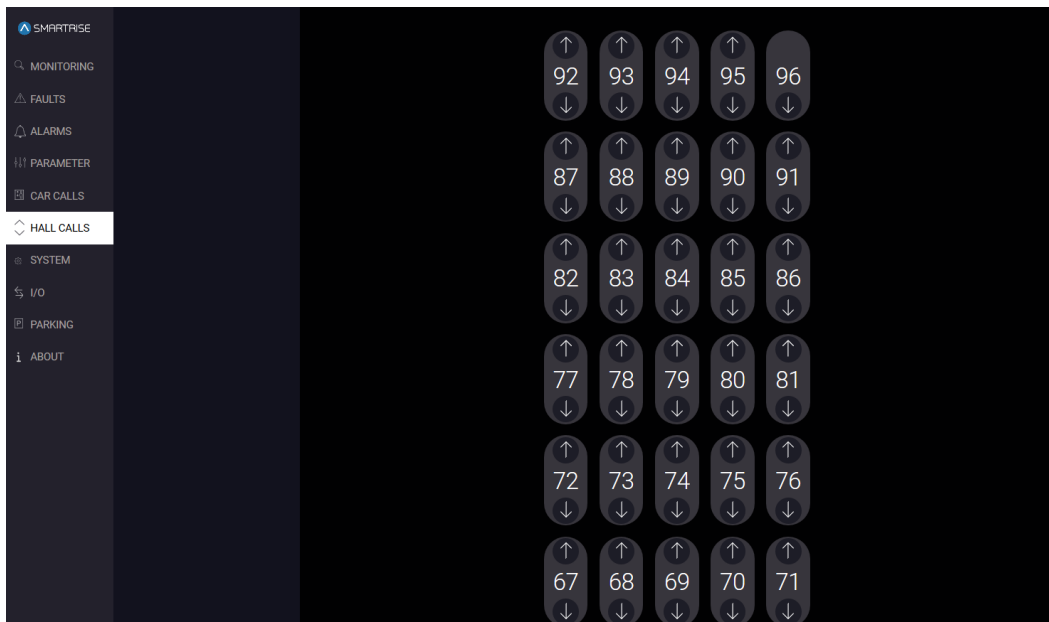 SMARTRISE
MONITORING
FAULTS
ALARMS
PARAMETER
CAR CALLS
HALL CALLS
SYSTEM
I/O
P PARKING
i ABOUT
↑ ↑ ↑ ↑
92 93 94 95 96
↓ ↓ ↓ ↓ ↓
↑ ↑ ↑ ↑ ↑
87 88 89 90 91
↓ ↓ ↓ ↓ ↓
↑ ↑ ↑ ↑ ↑
82 83 84 85 86
↓ ↓ ↓ ↓ ↓
↑ ↑ ↑ ↑ ↑
77 78 79 80 81
↓ ↓ ↓ ↓ ↓
↑ ↑ ↑ ↑ ↑
72 73 74 75 76
↓ ↓ ↓ ↓ ↓
↑ ↑ ↑ ↑ ↑
67 68 69 70 71
↓ ↓ ↓ ↓ ↓